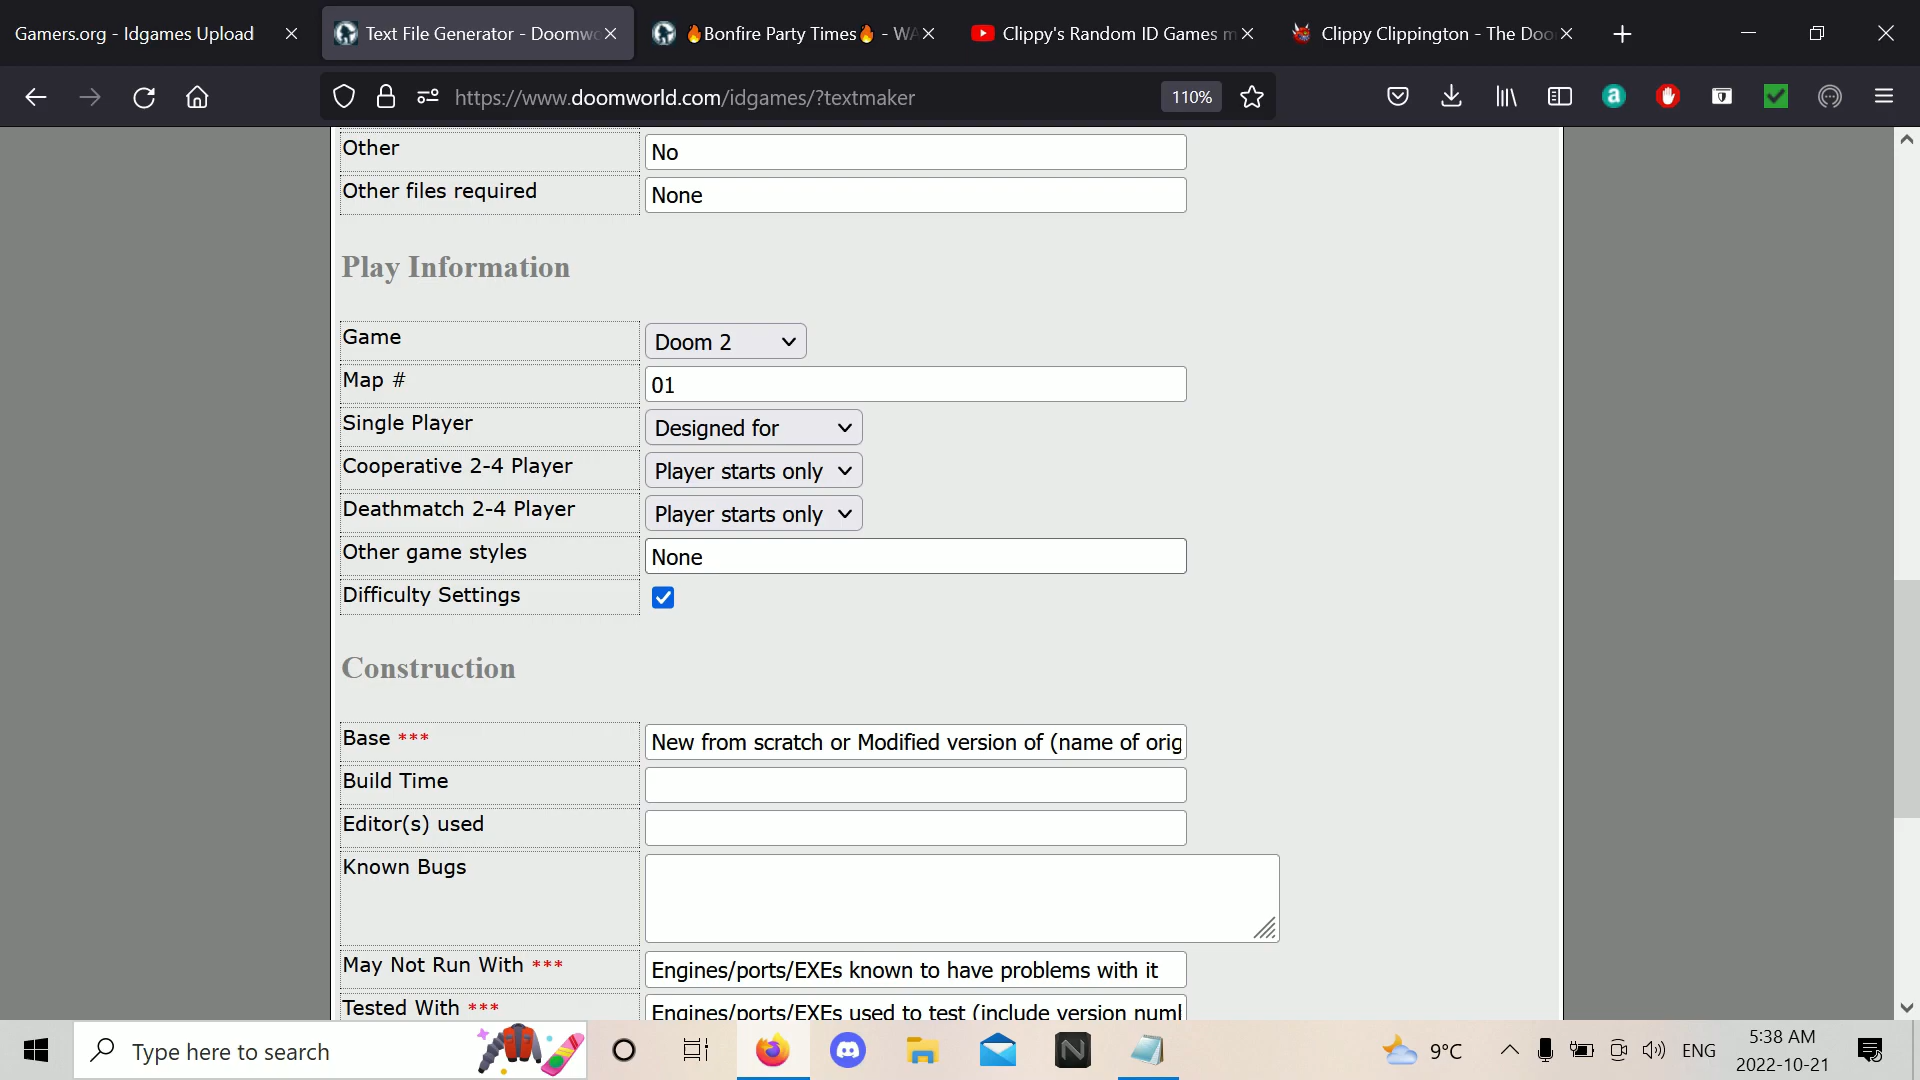 Gamers.org - Idgames Upload
Text File Generator - Doomwo
🔥Bonfire Party Times🔥 - WA
Clippy's Random ID Games m
Clippy Clippington - The Doo
https://www.doomworld.com/idgames/?textmaker
110%
Other
No
Other files required
None
Play Information
Game
Doom 2
Map #
01
Single Player
Designed for
Cooperative 2-4 Player
Player starts only
Deathmatch 2-4 Player
Player starts only
Other game styles
None
Difficulty Settings
Construction
Base ***
New from scratch or Modified version of (name of orig
Build Time
Editor(s) used
Known Bugs
May Not Run With ***
Engines/ports/EXEs known to have problems with it
Tested With ***
Engines/ports/EXEs used to test (include version numl
Type here to search
9°C
ENG
5:38 AM
2022-10-21